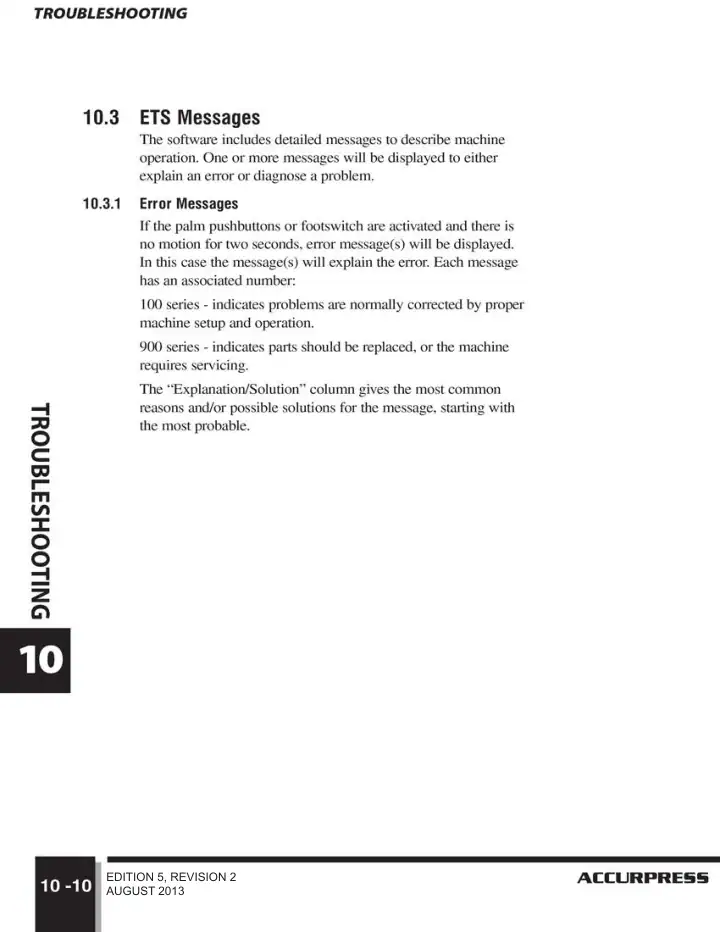 TROUBLESHOOTING
10.3 ETS Messages
The software includes detailed messages to describe machine
operation. One or more messages will be displayed to either
explain an error or diagnose a problem.
10.3.1 Error Messages
If the palm pushbuttons or footswitch are activated and there is
no motion for two seconds, error message(s) will be displayed.
In this case the message(s) will explain the error. Each message
has an associated number:
100 series - indicates problems are normally corrected by proper
machine setup and operation.
900 series - indicates parts should be replaced, or the machine
requires servicing.
The “Explanation/Solution” column gives the most common
reasons and/or possible solutions for the message, starting with
the most probable.
TROUBLESHOOTING
10
10 -10
EDITION 5, REVISION 2
AUGUST 2013
ACCURPRESS